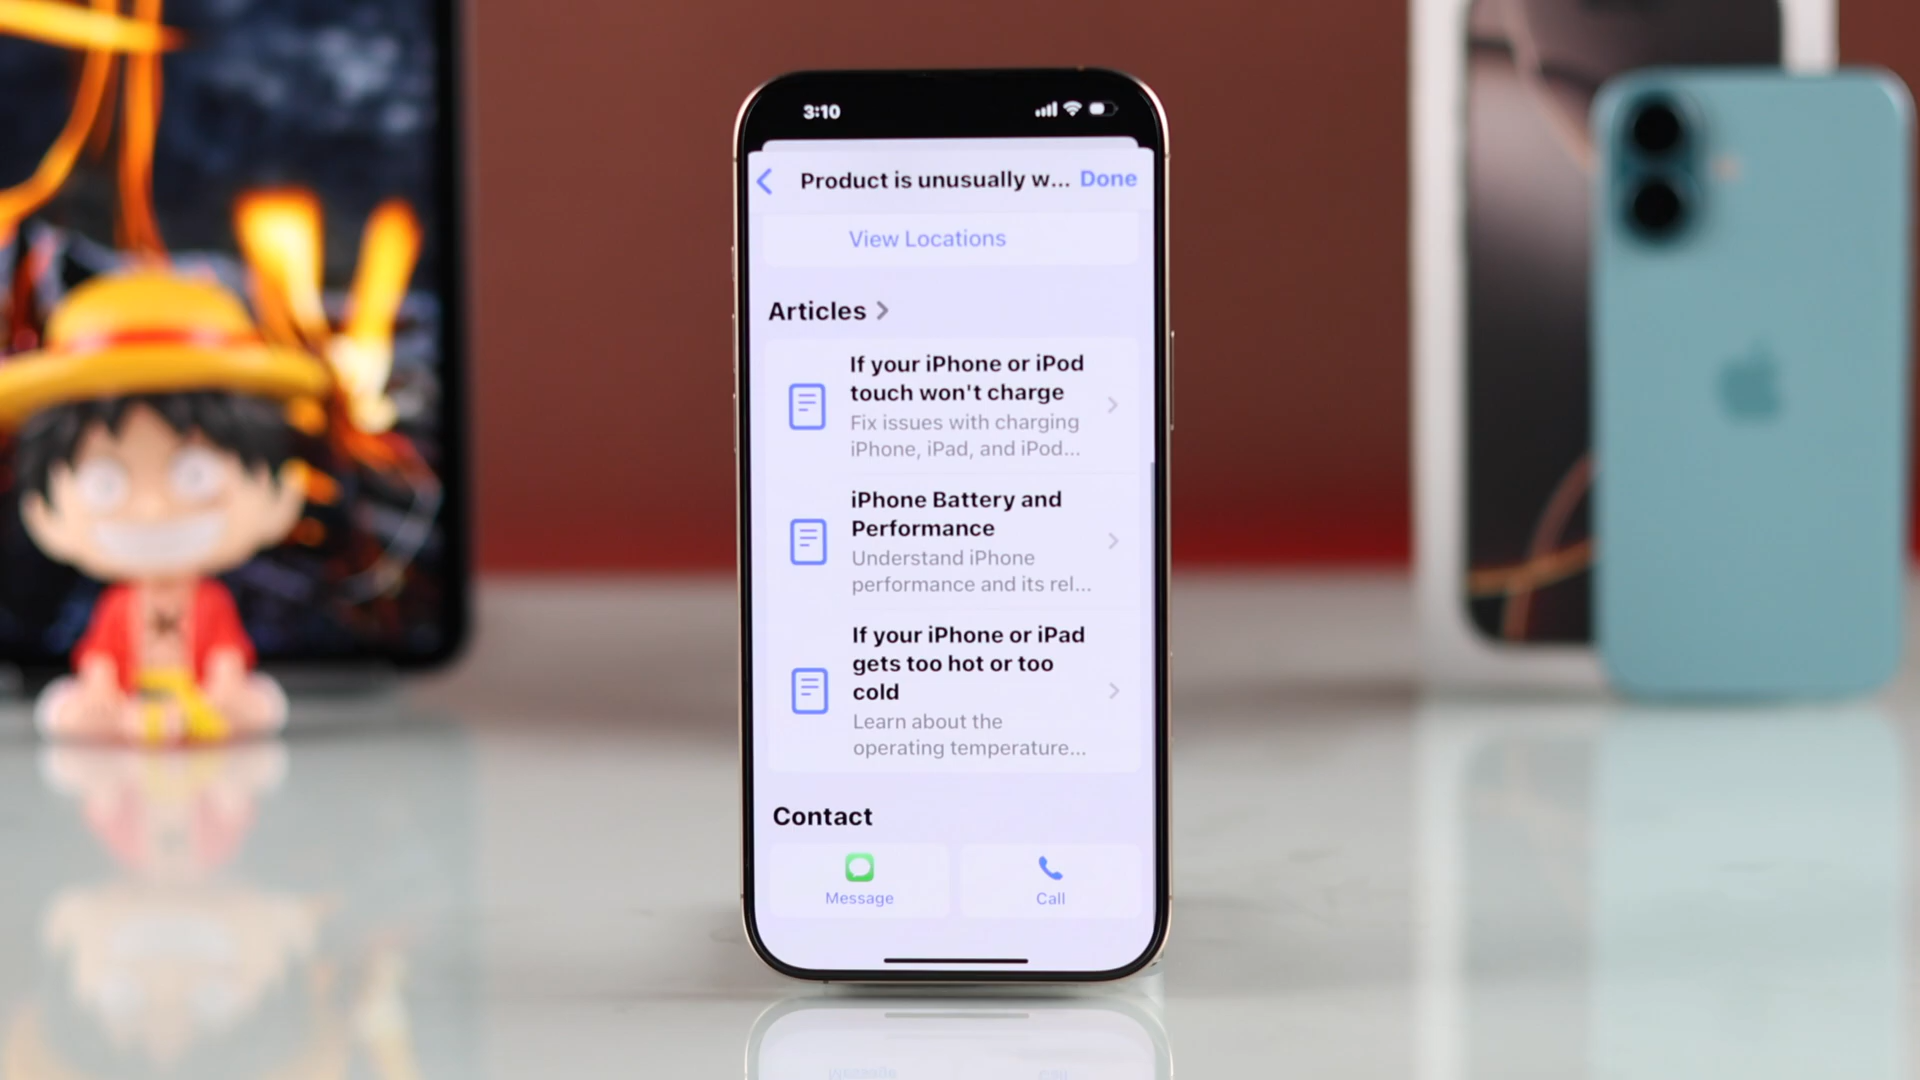 3:10
Product is unusually w... Done
View Locations
Articles
If your iPhone or iPod
touch won't charge
Fix issues with charging
iPhone, iPad, and iPod...
iPhone Battery and
Performance
Understand iPhone
performance and its rel...
If your iPhone or iPad
gets too hot or too
cold
Learn about the
operating temperature...
Contact
Message
Call
Message
Call